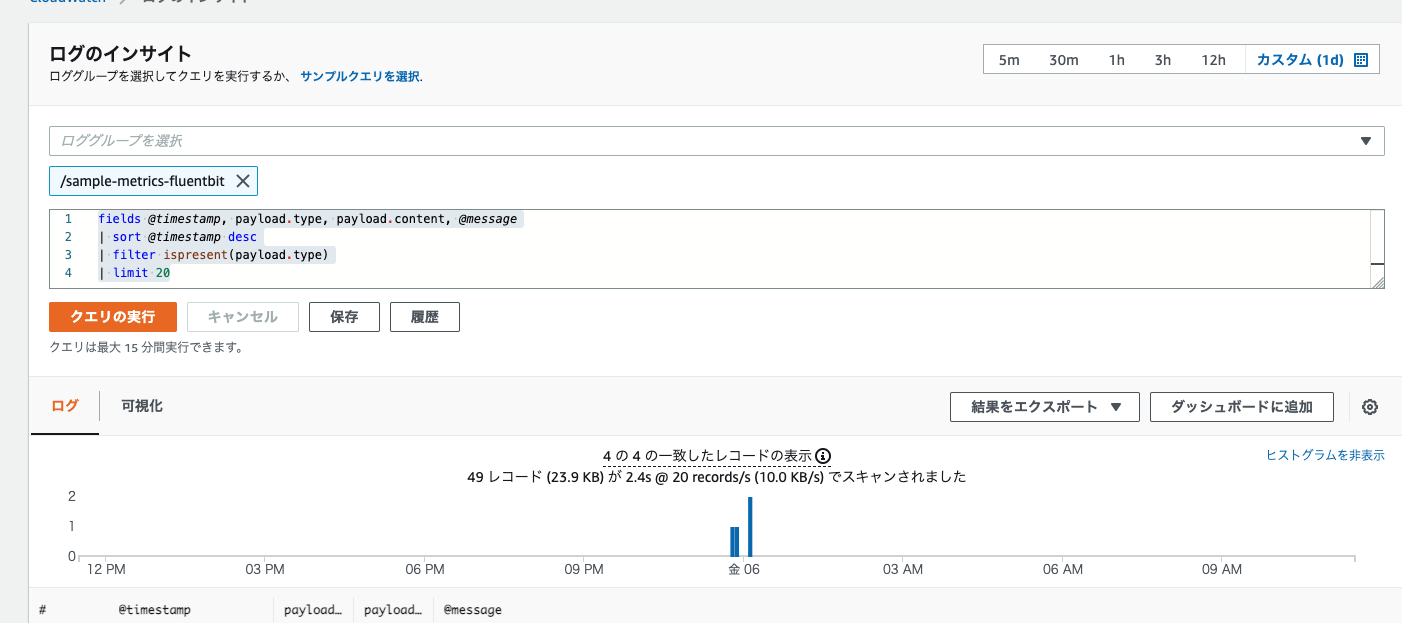 ログのインサイト
ロググループを選択してクエリを実行するか、 サンプルクエリを選択.
5m 30m 1h 3h 12h カスタム (1d)
ロググループを選択
/sample-metrics-fluentbit
1 fields @timestamp, payload.type, payload.content, @message
2 | sort @timestamp desc
3 | filter ispresent(payload.type)
4 | limit 20
クエリの実行 キャンセル 保存 履歴
クエリは最大 15 分間実行できます。
ログ 可視化 結果をエクスポート ▼ ダッシュボードに追加
4 の 4 の一致したレコードの表示 ヒストグラムを非表示
49 レコード (23.9 KB) が 2.4s @ 20 records/s (10.0 KB/s) でスキャンされました
2
1
0
12 PM 03 PM 06 PM 09 PM 金 06 03 AM 06 AM 09 AM
# @timestamp payload… payload… @message